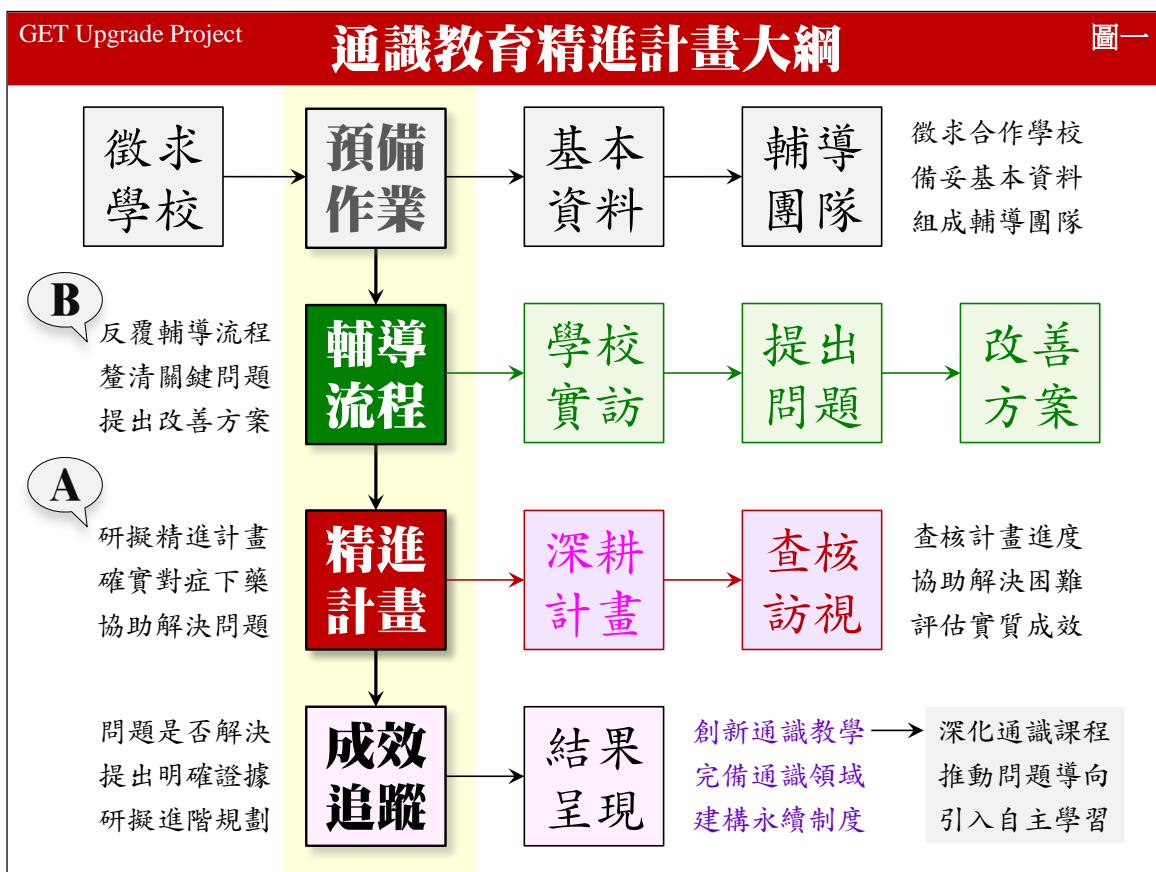 GET Upgrade Project
通識教育精進計畫大綱
圖一
徵求
學校
預備
作業
基本
資料
輔導
團隊
徵求合作學校
備妥基本資料
組成輔導團隊
B
反覆輔導流程
釐清關鍵問題
提出改善方案
輔導
流程
學校
實訪
提出
問題
改善
方案
A
研擬精進計畫
確實對症下藥
協助解決問題
精進
計畫
深耕
計畫
查核
訪視
查核計畫進度
協助解決困難
評估實質成效
問題是否解決
提出明確證據
研擬進階規劃
成效
追蹤
結果
呈現
創新通識教學
完備通識領域
建構永續制度
深化通識課程
推動問題導向
引入自主學習